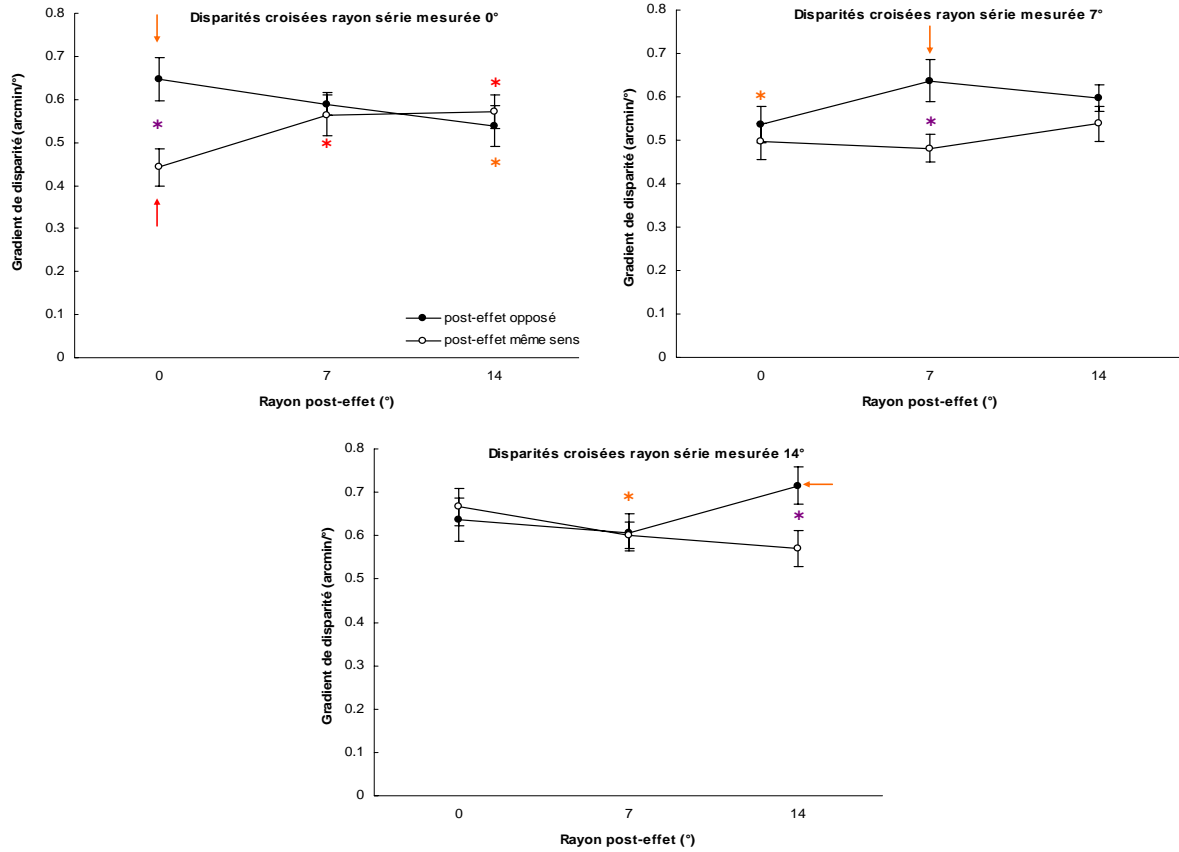 Disparités croisées rayon série mesurée 0°
0.8
0.7
0.6
0.5
0.4
0.3
0.2
0.1
0
Gradient de disparité (arcmin/°)
*
*
*
*
post-effet opposé
post-effet même sens
0 7 14
Rayon post-effet (°)
Disparités croisées rayon série mesurée 7°
0.8
0.7
0.6
0.5
0.4
0.3
0.2
0.1
0
Gradient de disparité (arcmin/°)
*
*
0 7 14
Rayon post-effet (°)
Disparités croisées rayon série mesurée 14°
0.8
0.7
0.6
0.5
0.4
0.3
0.2
0.1
0
Gradient de disparité (arcmin/°)
*
*
0 7 14
Rayon post-effet (°)